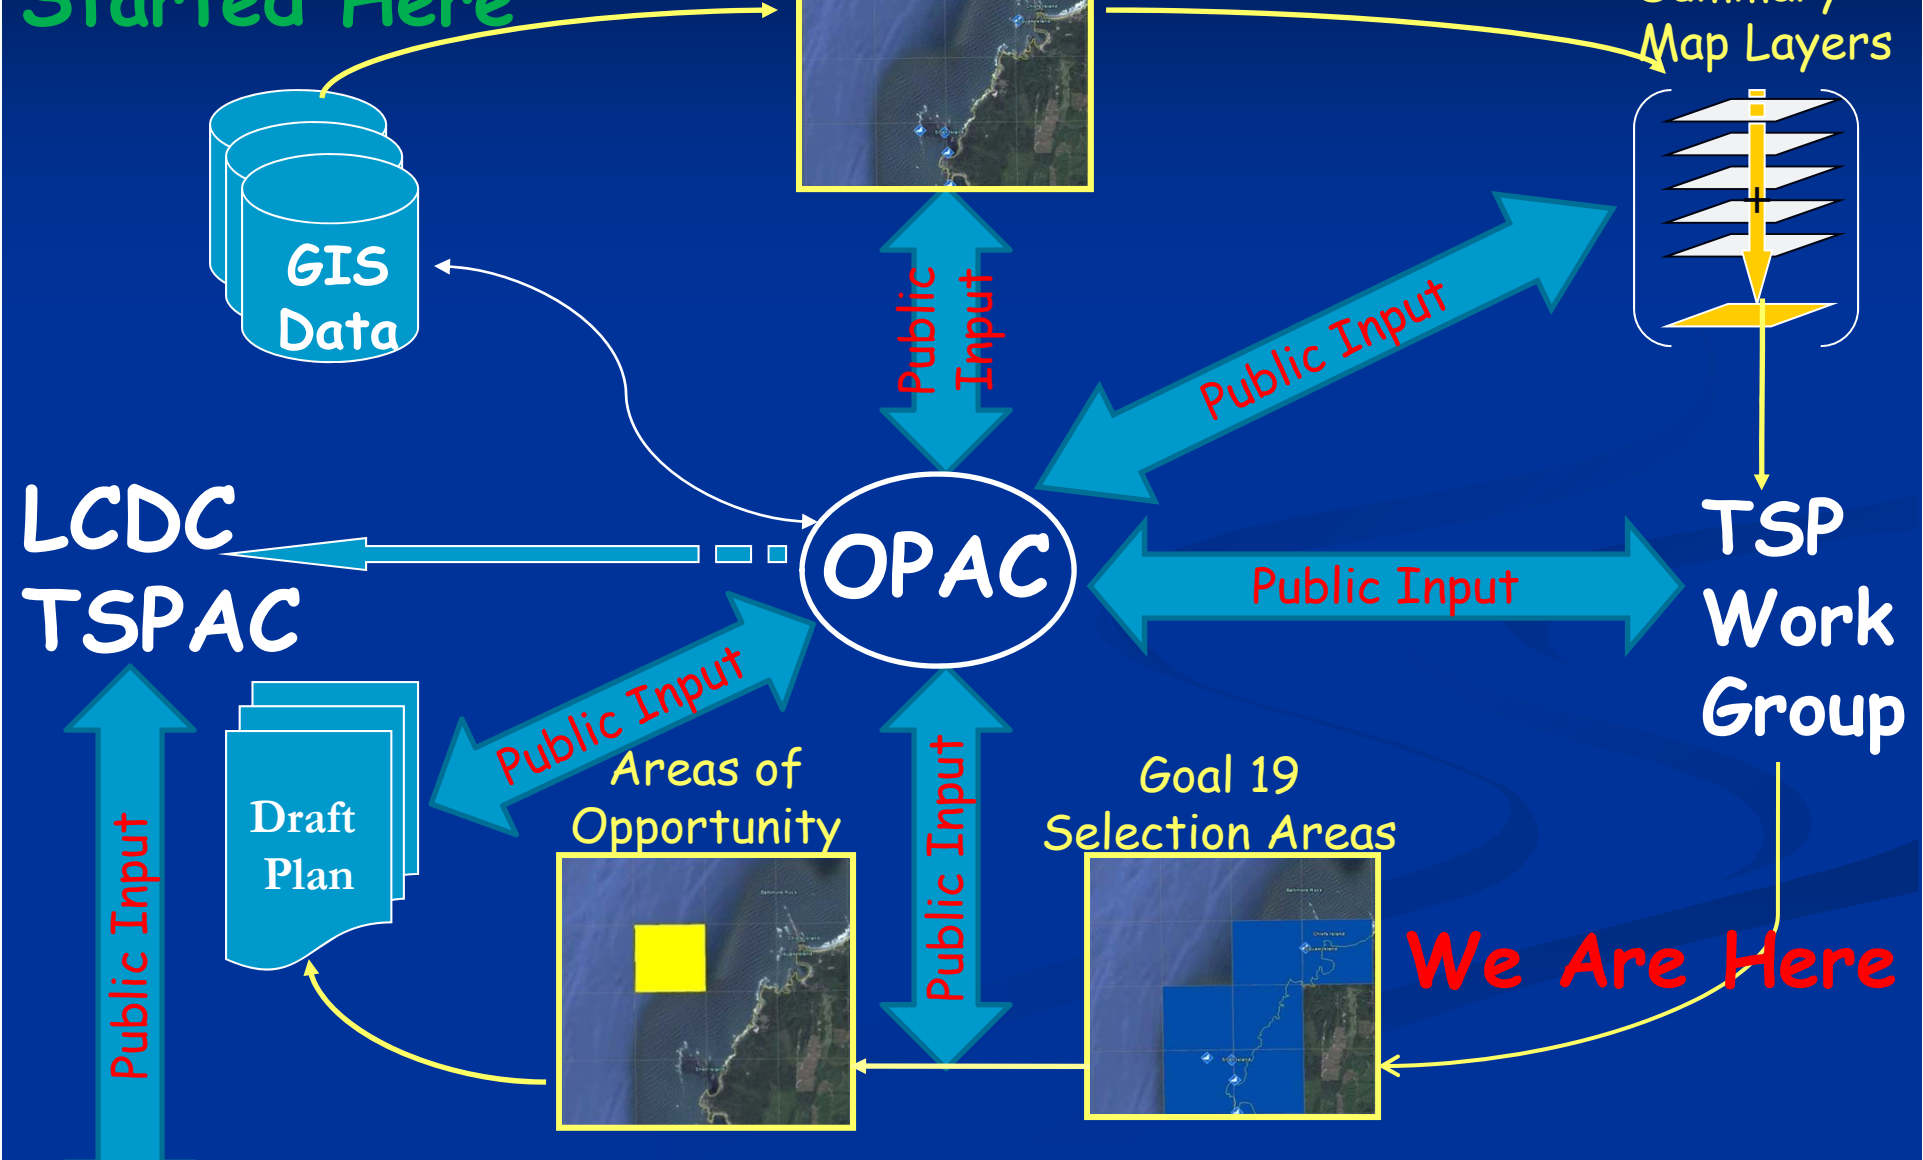 Started Here
Map Layers
GIS
Data
Public
Input
Public Input
LCDC
TSPAC
OPAC
Public Input
TSP
Work
Group
Public Input
Public Input
Public Input
Draft
Plan
Areas of
Opportunity
Goal 19
Selection Areas
We Are Here